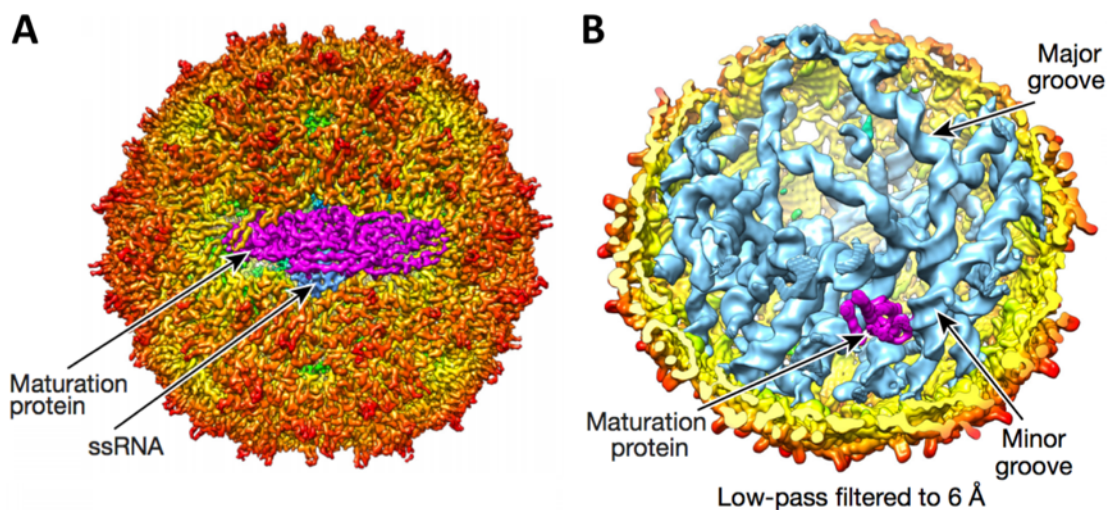 A
B
Major
groove
Maturation
protein
ssRNA
Maturation
protein
Minor
groove
Low-pass filtered to 6 Å